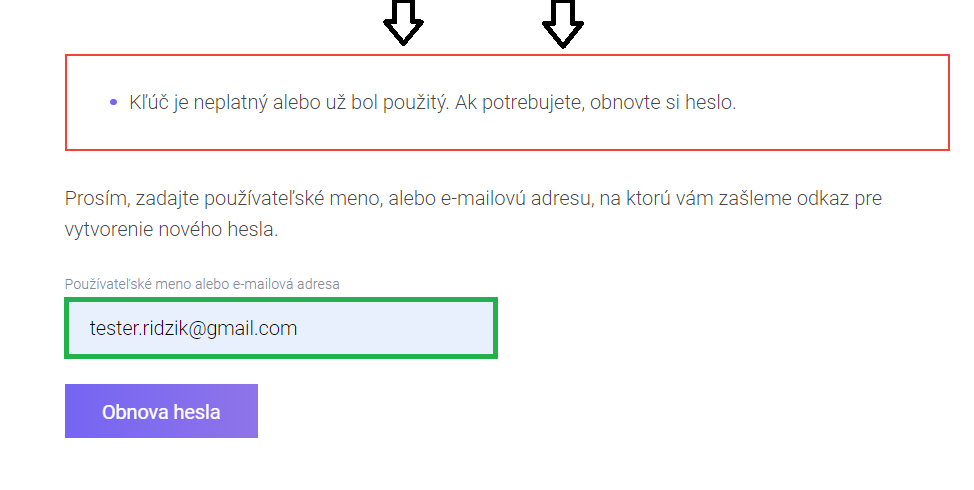 Kľúč je neplatný alebo už bol použitý. Ak potrebujete, obnovte si heslo.
Prosím, zadajte používateľské meno, alebo e-mailovú adresu, na ktorú vám zašleme odkaz pre
vytvorenie nového hesla.
Používateľské meno alebo e-mailová adresa
tester.ridzik@gmail.com
Obnova hesla